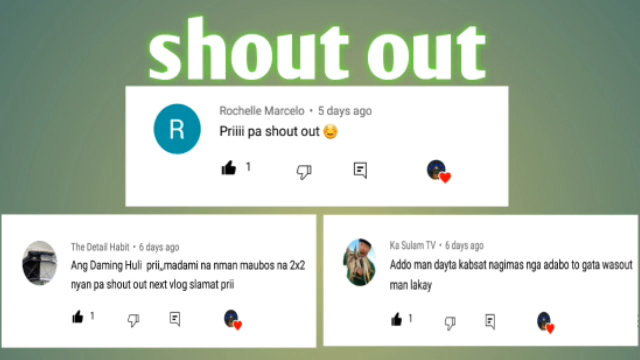 shout out
Rochelle Marcelo • 5 days ago
Priiii pa shout out 😊
R
1
The Detail Habit • 6 days ago
Ang Daming Huli prii,,madami na nman maubos na 2x2
nyan pa shout out next vlog slamat prii
1
Ka Sulam TV • 6 days ago
Addo man dayta kabsat nagimas nga adabo to gata wasout
man lakay
1